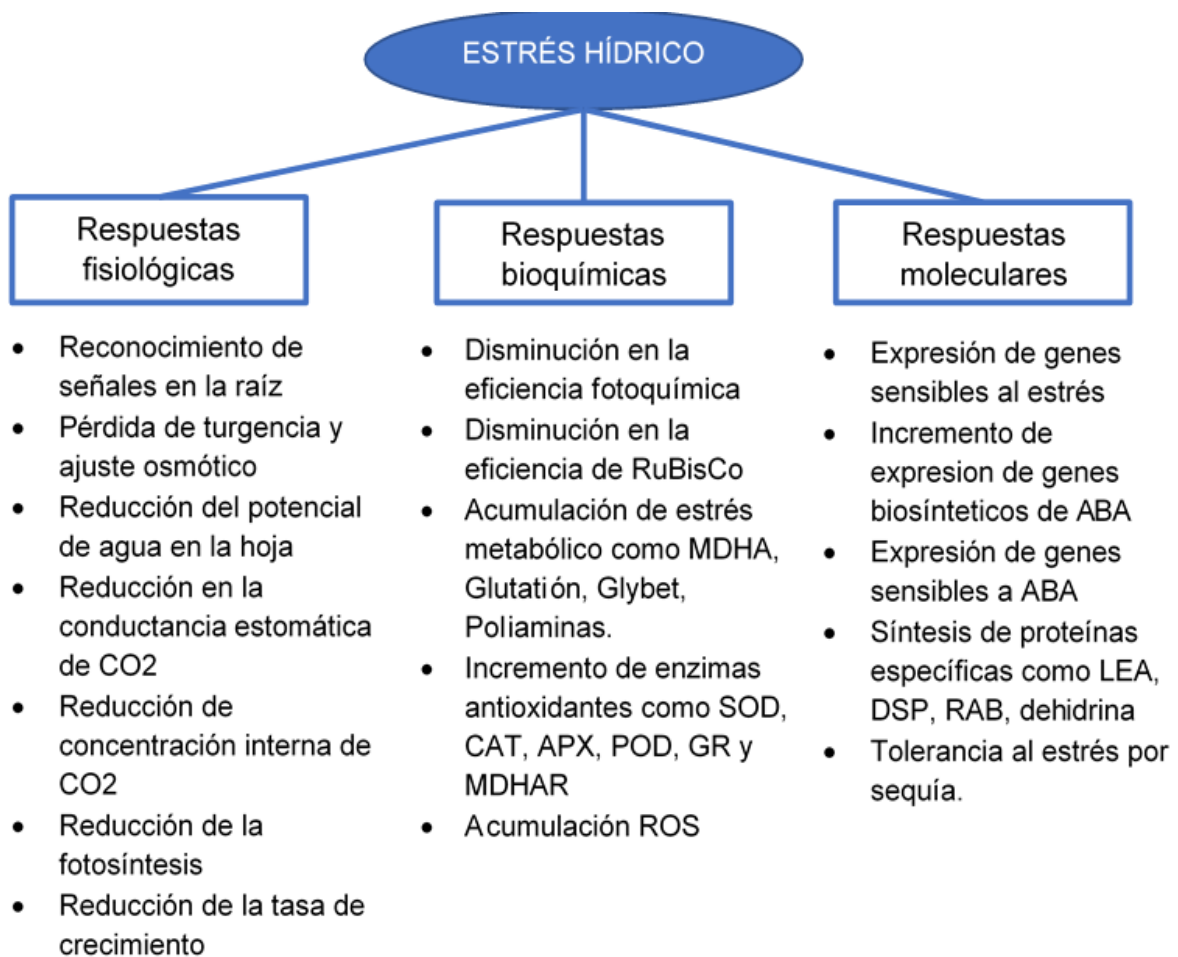 ESTRÉS HÍDRICO
Respuestas
fisiológicas
• Reconocimiento de
señales en la raíz
• Pérdida de turgencia y
ajuste osmótico
• Reducción del potencial
de agua en la hoja
• Reducción en la
conductancia estomática
de CO2
• Reducción de
concentración interna de
CO2
• Reducción de la
fotosíntesis
• Reducción de la tasa de
crecimiento
Respuestas
bioquímicas
• Disminución en la
eficiencia fotoquímica
• Disminución en la
eficiencia de RuBisCo
• Acumulación de estrés
metabólico como MDHA,
Glutatión, Glybet,
Poliaminas.
• Incremento de enzimas
antioxidantes como SOD,
CAT, APX, POD, GR y
MDHAR
• Acumulación ROS
Respuestas
moleculares
• Expresión de genes
sensibles al estrés
• Incremento de
expresion de genes
biosínteticos de ABA
• Expresión de genes
sensibles a ABA
• Síntesis de proteínas
específicas como LEA,
DSP, RAB, dehidrina
• Tolerancia al estrés por
sequía.